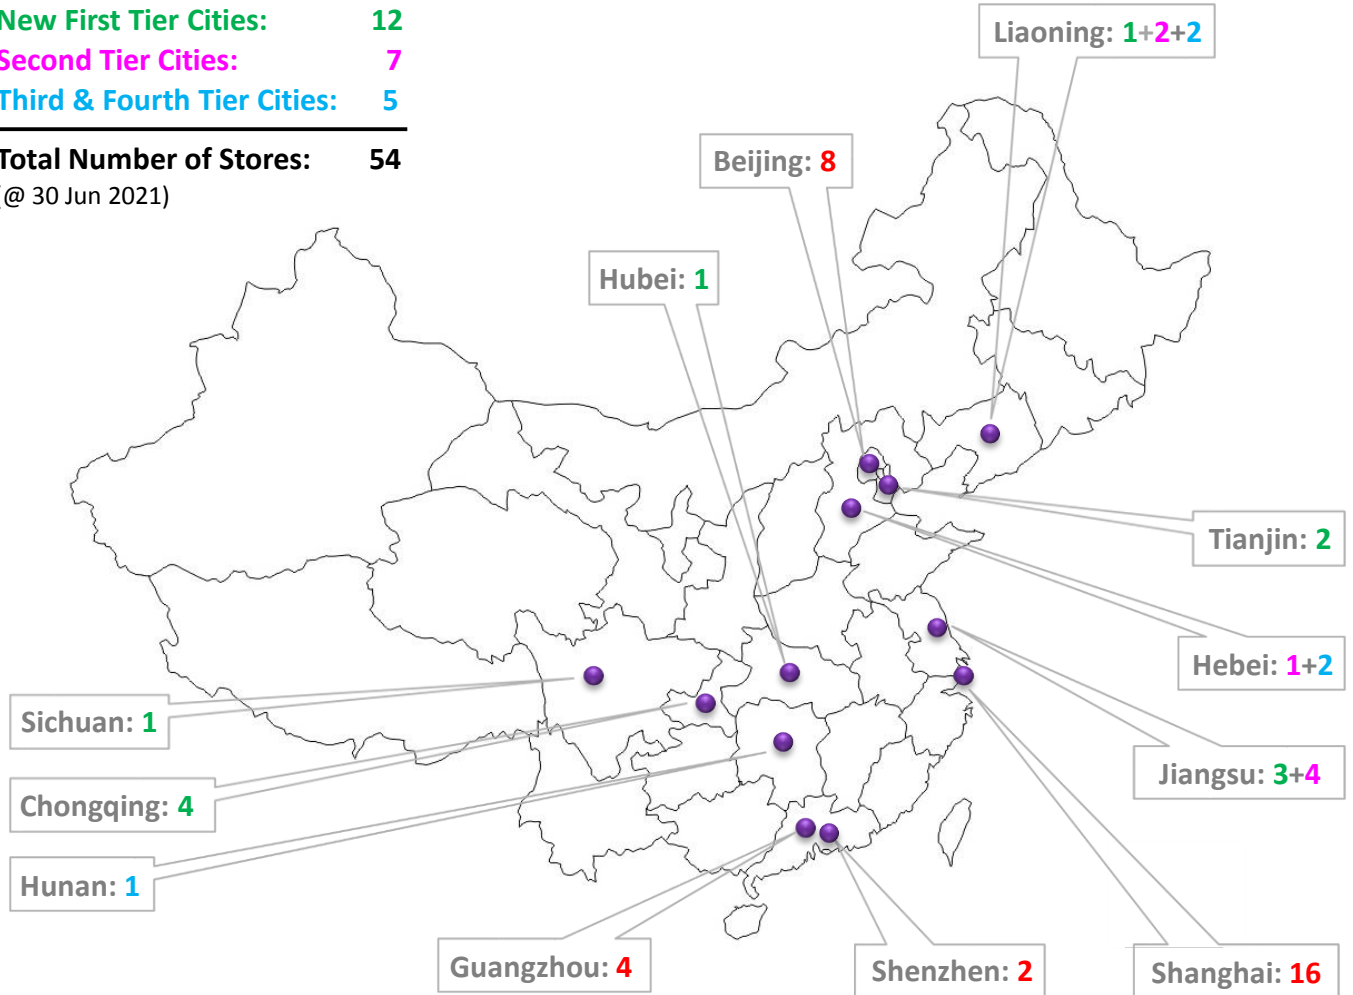 New First Tier Cities: 12
Second Tier Cities: 7
Third & Fourth Tier Cities: 5
Total Number of Stores: 54
(@ 30 Jun 2021)
Liaoning: 1+2+2
Beijing: 8
Hubei: 1
Tianjin: 2
Hebei: 1+2
Sichuan: 1
Jiangsu: 3+4
Chongqing: 4
Hunan: 1
Guangzhou: 4
Shenzhen: 2
Shanghai: 16